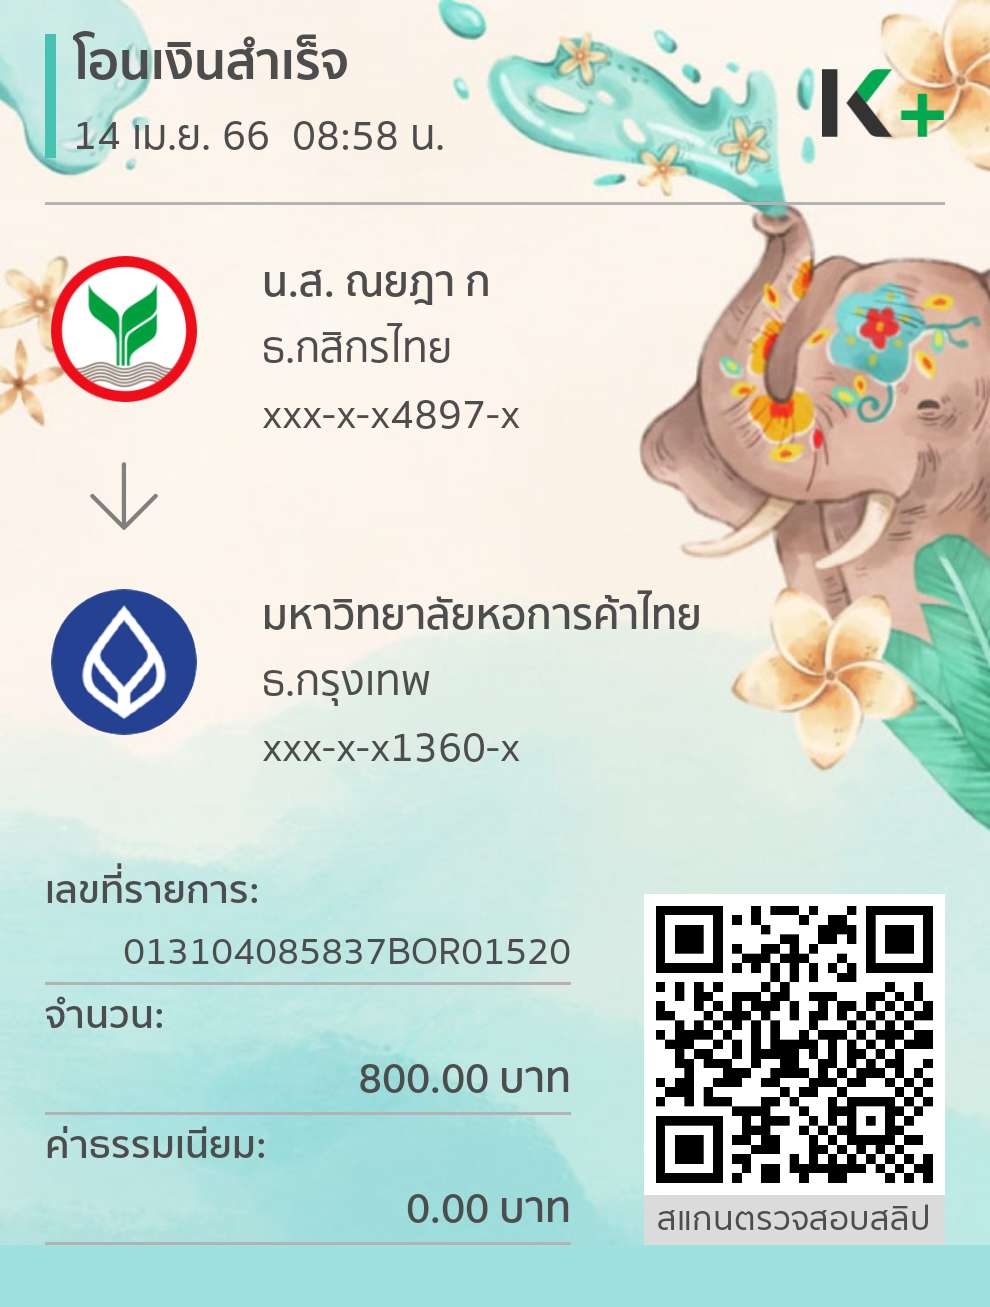 โอนเงินสำเร็จ
14 เม.ย. 66 08:58 น.
K+
น.ส. ณยฎา ก
ธ.กสิกรไทย
xxx-x-x4897-x
มหาวิทยาลัยหอการค้าไทย
ธ.กรุงเทพ
xxx-x-x1360-x
เลขที่รายการ:
013104085837BOR01520
จำนวน:
800.00 บาท
ค่าธรรมเนียม:
0.00 บาท
สแกนตรวจสอบสลิป